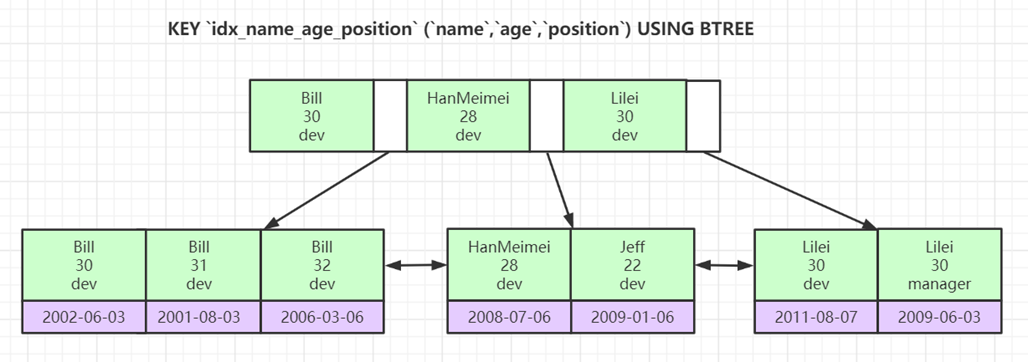 KEY `idx_name_age_position` (`name`,`age`,`position`) USING BTREE
Bill
30
dev
HanMeimei
28
dev
Lilei
30
dev
Bill
30
dev
2002-06-03
Bill
31
dev
2001-08-03
Bill
32
dev
2006-03-06
HanMeimei
28
dev
2008-07-06
Jeff
22
dev
2009-01-06
Lilei
30
dev
2011-08-07
Lilei
30
manager
2009-06-03